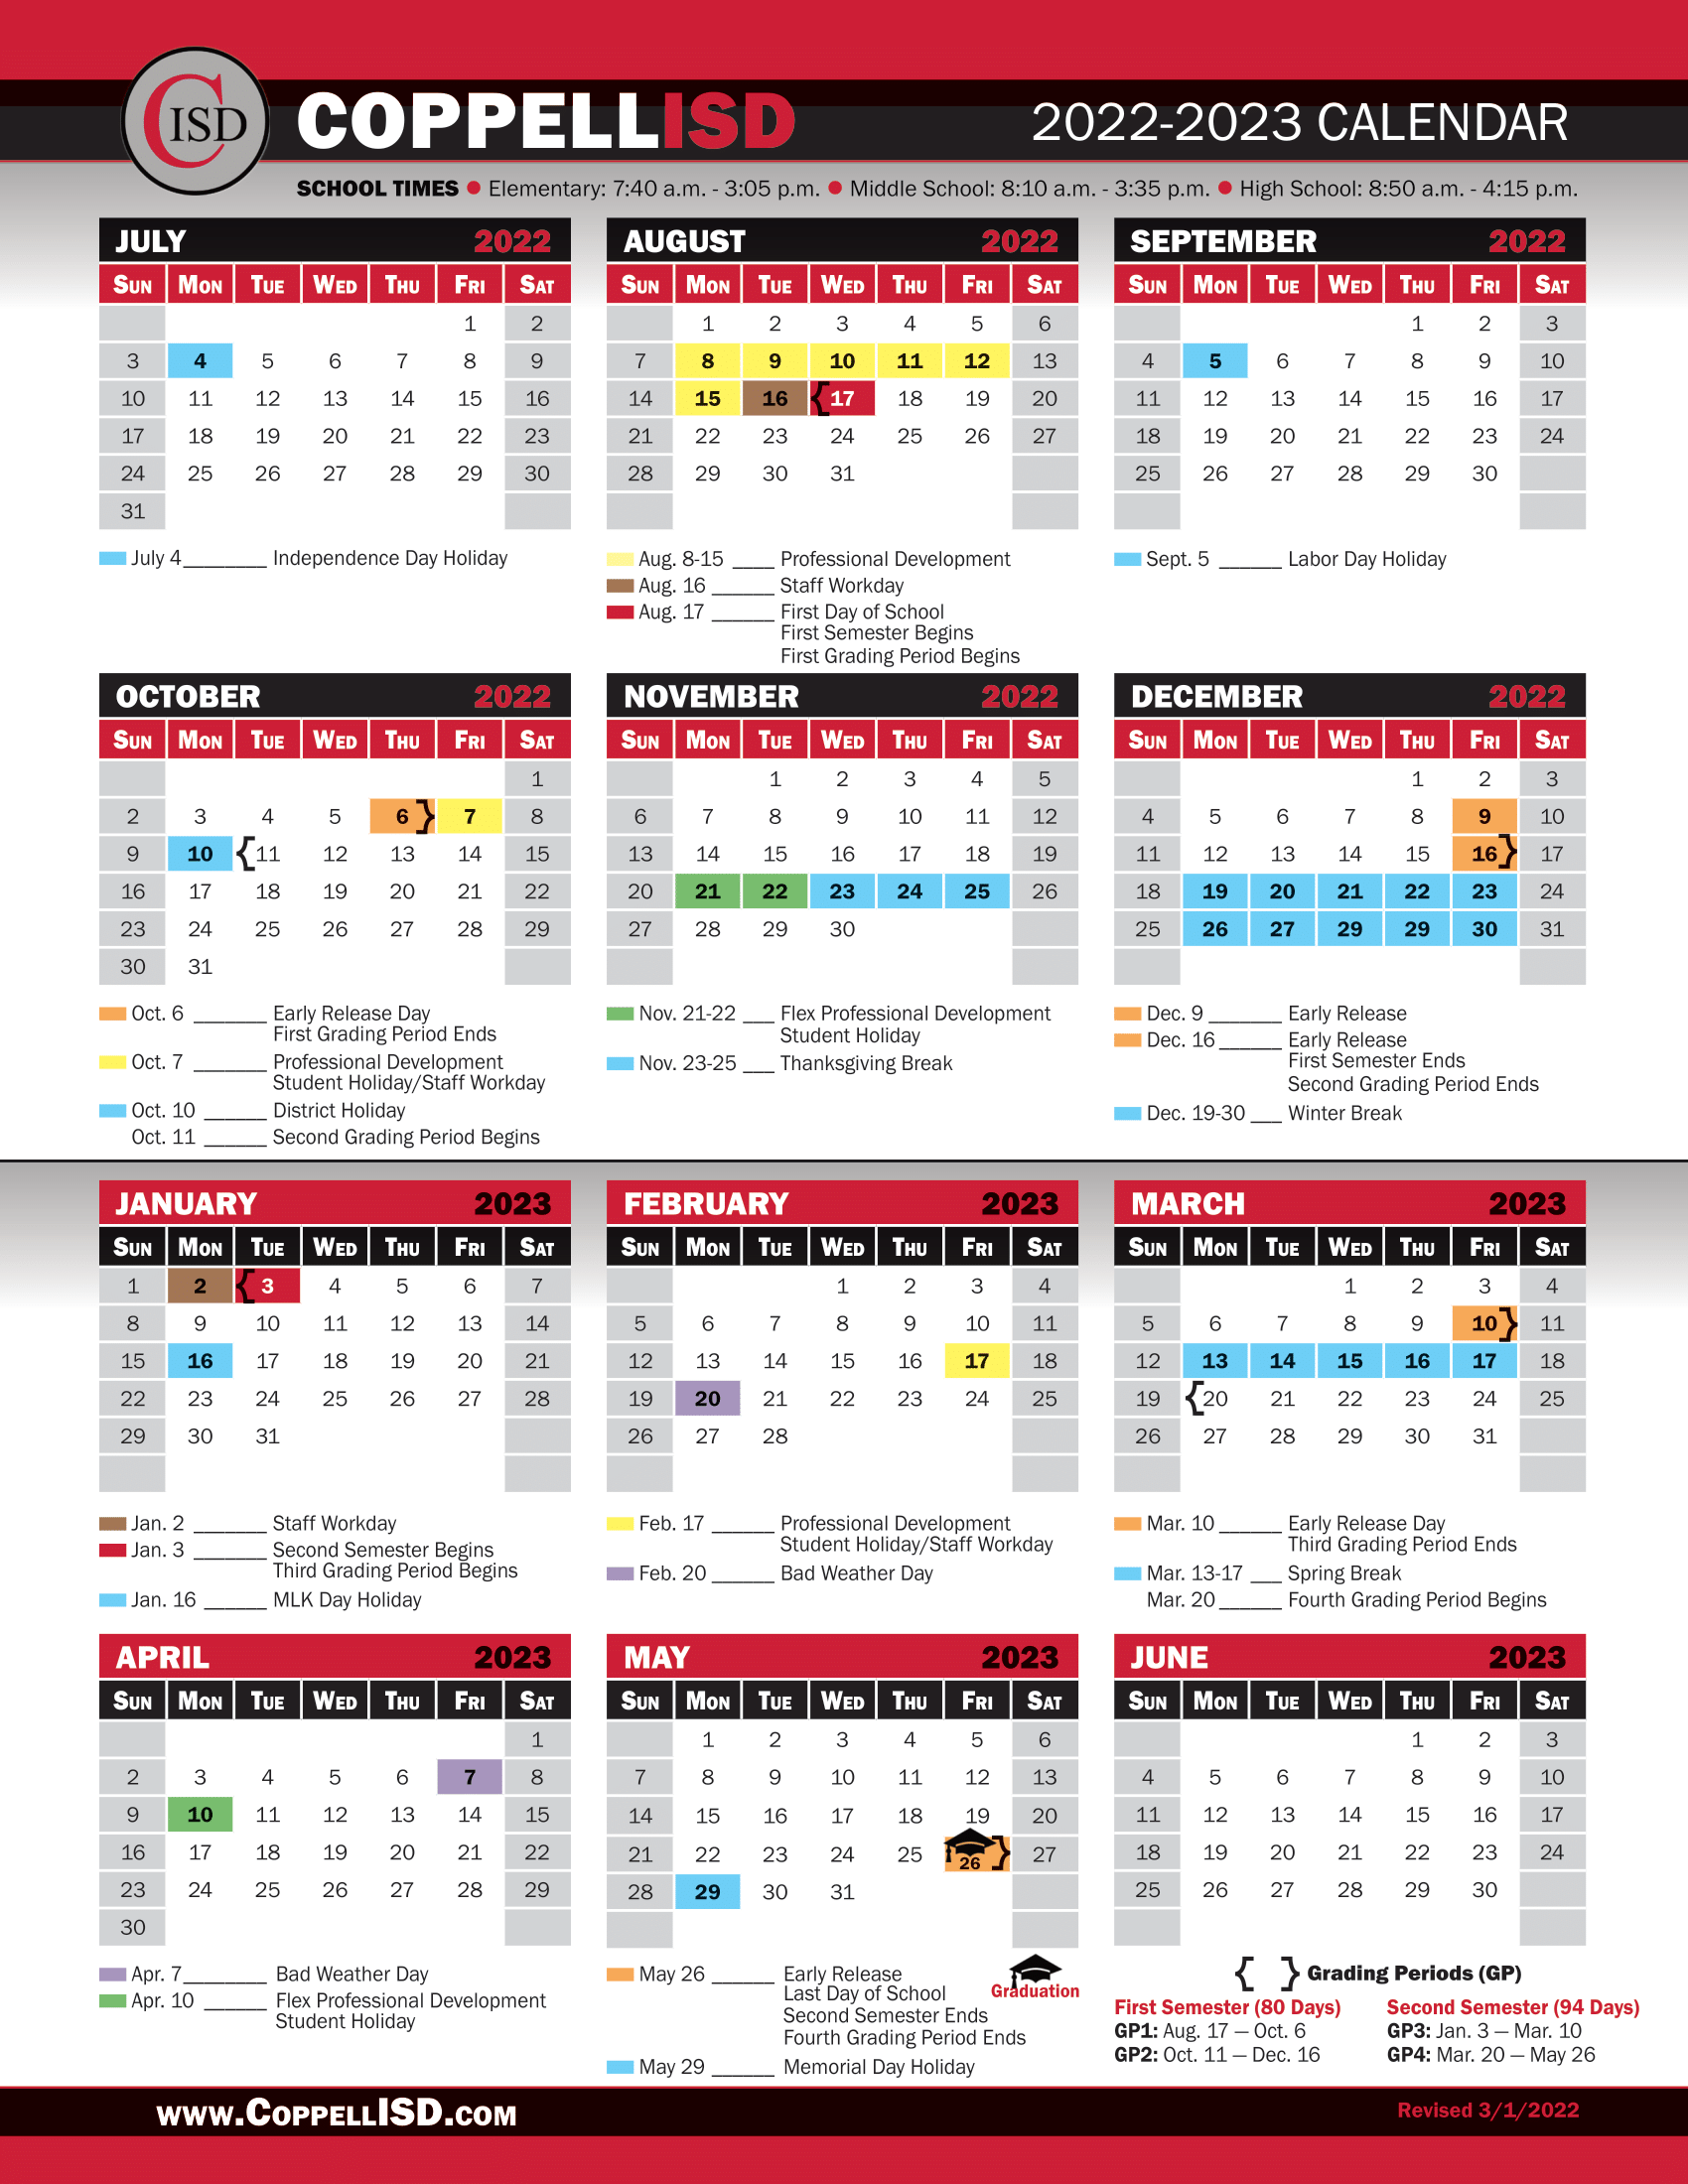 C ISD
COPPELLISD
2022-2023 CALENDAR
SCHOOL TIMES ● Elementary: 7:40 a.m. - 3:05 p.m. ● Middle School: 8:10 a.m. - 3:35 p.m. ● High School: 8:50 a.m. - 4:15 p.m.
JULY 2022
SUN MON TUE WED THU FRI SAT
1 2
3 4 5 6 7 8 9
10 11 12 13 14 15 16
17 18 19 20 21 22 23
24 25 26 27 28 29 30
31
July 4________ Independence Day Holiday
AUGUST 2022
SUN MON TUE WED THU FRI SAT
1 2 3 4 5 6
7 8 9 10 11 12 13
14 15 16 {17 18 19 20
21 22 23 24 25 26 27
28 29 30 31
Aug. 8-15 ____ Professional Development
Aug. 16 ______ Staff Workday
Aug. 17 ______ First Day of School
First Semester Begins
First Grading Period Begins
SEPTEMBER 2022
SUN MON TUE WED THU FRI SAT
1 2 3
4 5 6 7 8 9 10
11 12 13 14 15 16 17
18 19 20 21 22 23 24
25 26 27 28 29 30
Sept. 5 ______ Labor Day Holiday
OCTOBER 2022
SUN MON TUE WED THU FRI SAT
1
2 3 4 5 6} 7 8
9 10 {11 12 13 14 15
16 17 18 19 20 21 22
23 24 25 26 27 28 29
30 31
Oct. 6 _______ Early Release Day
First Grading Period Ends
Oct. 7 _______ Professional Development
Student Holiday/Staff Workday
Oct. 10 ______ District Holiday
Oct. 11 ______ Second Grading Period Begins
NOVEMBER 2022
SUN MON TUE WED THU FRI SAT
1 2 3 4 5
6 7 8 9 10 11 12
13 14 15 16 17 18 19
20 21 22 23 24 25 26
27 28 29 30
Nov. 21-22 ___ Flex Professional Development
Student Holiday
Nov. 23-25 ___ Thanksgiving Break
DECEMBER 2022
SUN MON TUE WED THU FRI SAT
1 2 3
4 5 6 7 8 9 10
11 12 13 14 15 16} 17
18 19 20 21 22 23 24
25 26 27 29 29 30 31
Dec. 9 _______ Early Release
Dec. 16 ______ Early Release
First Semester Ends
Second Grading Period Ends
Dec. 19-30 ___ Winter Break
JANUARY 2023
SUN MON TUE WED THU FRI SAT
1 2 {3 4 5 6 7
8 9 10 11 12 13 14
15 16 17 18 19 20 21
22 23 24 25 26 27 28
29 30 31
Jan. 2 _______ Staff Workday
Jan. 3 _______ Second Semester Begins
Third Grading Period Begins
Jan. 16 ______ MLK Day Holiday
FEBRUARY 2023
SUN MON TUE WED THU FRI SAT
1 2 3 4
5 6 7 8 9 10 11
12 13 14 15 16 17 18
19 20 21 22 23 24 25
26 27 28
Feb. 17 ______ Professional Development
Student Holiday/Staff Workday
Feb. 20 ______ Bad Weather Day
MARCH 2023
SUN MON TUE WED THU FRI SAT
1 2 3 4
5 6 7 8 9 10} 11
12 13 14 15 16 17 18
19 {20 21 22 23 24 25
26 27 28 29 30 31
Mar. 10 ______ Early Release Day
Third Grading Period Ends
Mar. 13-17 ___ Spring Break
Mar. 20 ______ Fourth Grading Period Begins
APRIL 2023
SUN MON TUE WED THU FRI SAT
1
2 3 4 5 6 7 8
9 10 11 12 13 14 15
16 17 18 19 20 21 22
23 24 25 26 27 28 29
30
Apr. 7________ Bad Weather Day
Apr. 10 ______ Flex Professional Development
Student Holiday
MAY 2023
SUN MON TUE WED THU FRI SAT
1 2 3 4 5 6
7 8 9 10 11 12 13
14 15 16 17 18 19 20
21 22 23 24 25 26} 27
28 29 30 31
May 26 ______ Early Release
Last Day of School
Second Semester Ends
Fourth Grading Period Ends
Graduation
May 29 ______ Memorial Day Holiday
JUNE 2023
SUN MON TUE WED THU FRI SAT
1 2 3
4 5 6 7 8 9 10
11 12 13 14 15 16 17
18 19 20 21 22 23 24
25 26 27 28 29 30
{ } Grading Periods (GP)
First Semester (80 Days)
GP1: Aug. 17 — Oct. 6
GP2: Oct. 11 — Dec. 16
Second Semester (94 Days)
GP3: Jan. 3 — Mar. 10
GP4: Mar. 20 — May 26
WWW.COPPELLISD.COM
Revised 3/1/2022